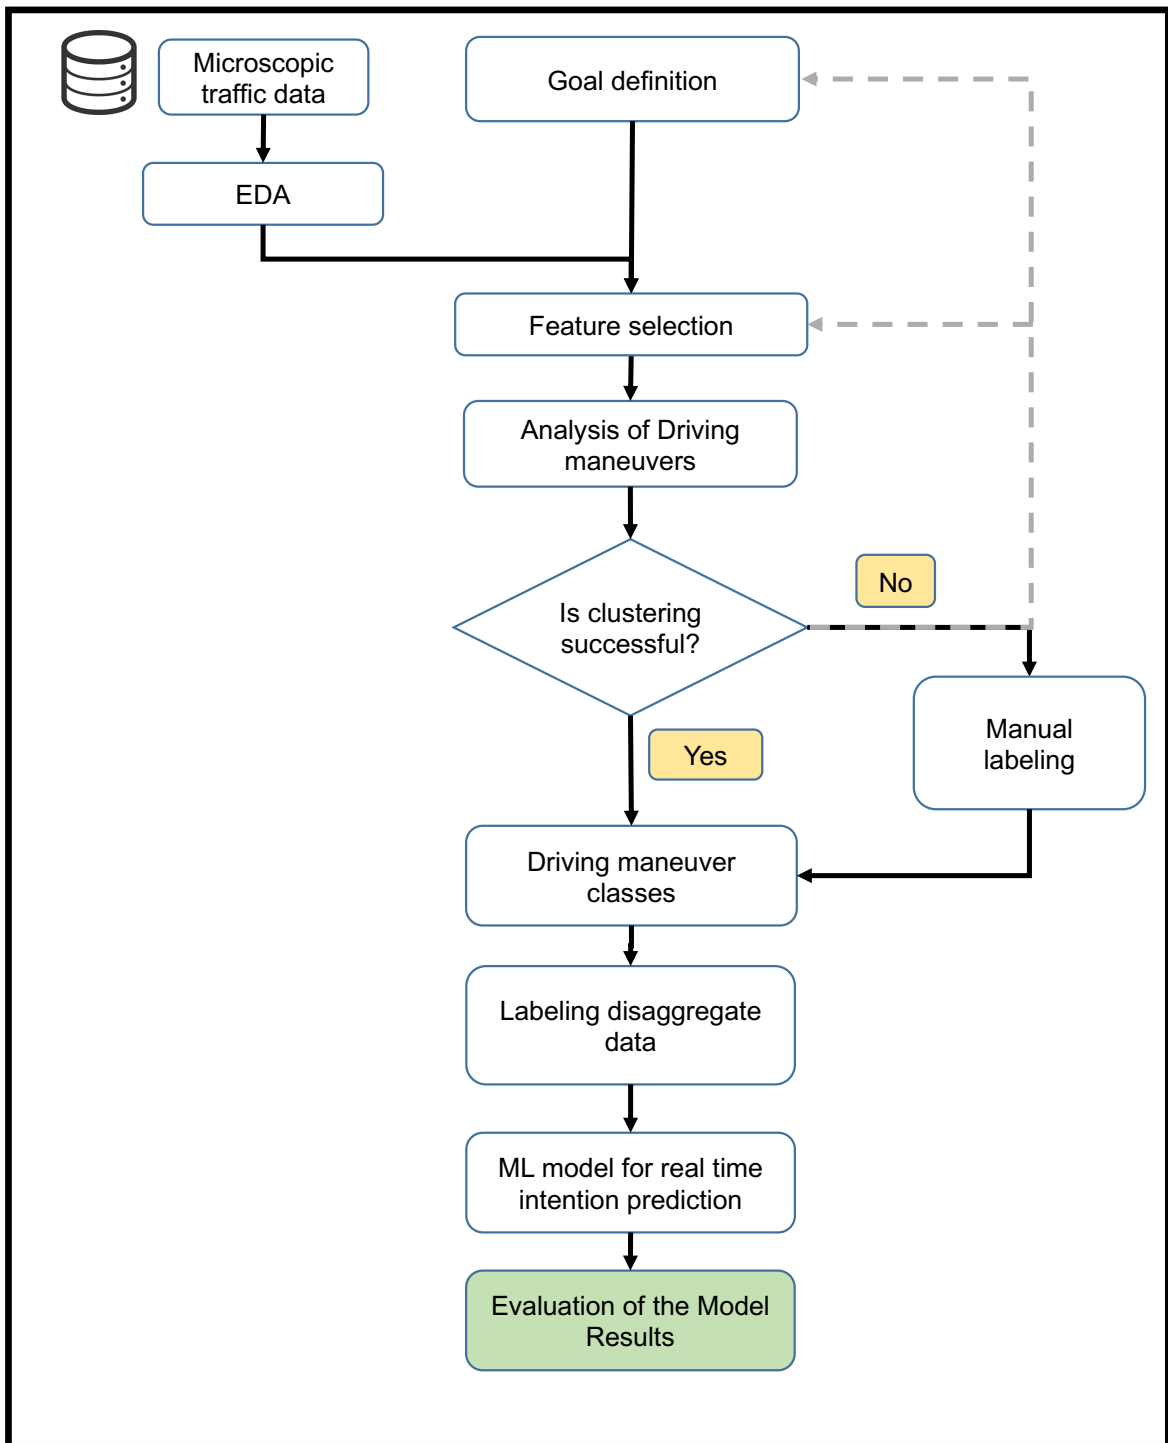 Microscopic
traffic data
Goal definition
EDA
Feature selection
Analysis of Driving
maneuvers
Is clustering
successful?
No
Yes
Manual
labeling
Driving maneuver
classes
Labeling disaggregate
data
ML model for real time
intention prediction
Evaluation of the Model
Results